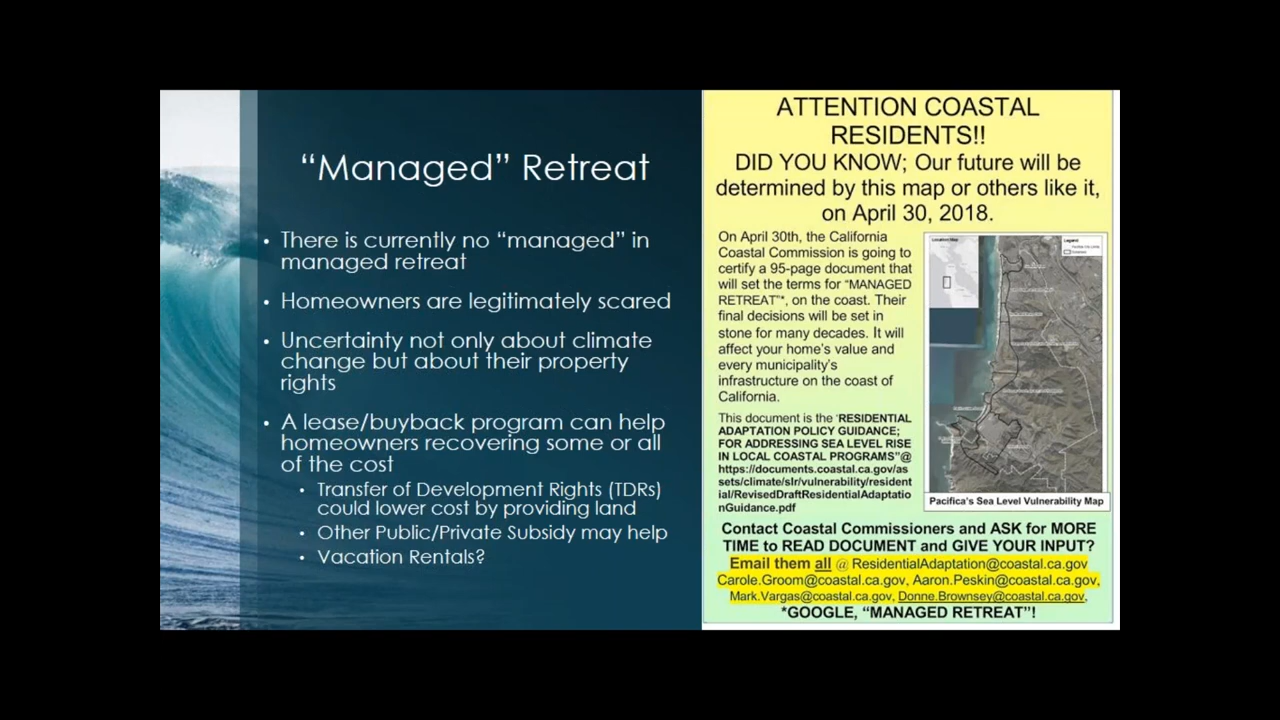 “Managed” Retreat
• There is currently no “managed” in
managed retreat
• Homeowners are legitimately scared
• Uncertainty not only about climate
change but about their property
rights
• A lease/buyback program can help
homeowners recovering some or all
of the cost
• Transfer of Development Rights (TDRs)
could lower cost by providing land
• Other Public/Private Subsidy may help
• Vacation Rentals?
ATTENTION COASTAL
RESIDENTS!!
DID YOU KNOW; Our future will be
determined by this map or others like it,
on April 30, 2018.
On April 30th, the California
Coastal Commission is going to
certify a 95-page document that
will set the terms for “MANAGED
RETREAT”*, on the coast. Their
final decisions will be set in
stone for many decades. It will
affect your home's value and
every municipality's
infrastructure on the coast of
California.
This document is the ‘RESIDENTIAL
ADAPTATION POLICY GUIDANCE;
FOR ADDRESSING SEA LEVEL RISE
IN LOCAL COASTAL PROGRAMS”@
https://documents.coastal.ca.gov/as
sets/climate/slr/vulnerability/resident
ial/RevisedDraftResidentialAdaptatio
nGuidance.pdf
Location Map
Legend
Pacifica's Sea Level Vulnerability Map
Contact Coastal Commissioners and ASK for MORE
TIME to READ DOCUMENT and GIVE YOUR INPUT?
Email them all @ ResidentialAdaptation@coastal.ca.gov
Carole.Groom@coastal.ca.gov, Aaron.Peskin@coastal.ca.gov,
Mark.Vargas@coastal.ca.gov, Donne.Brownsey@coastal.ca.gov,
*GOOGLE, “MANAGED RETREAT”!